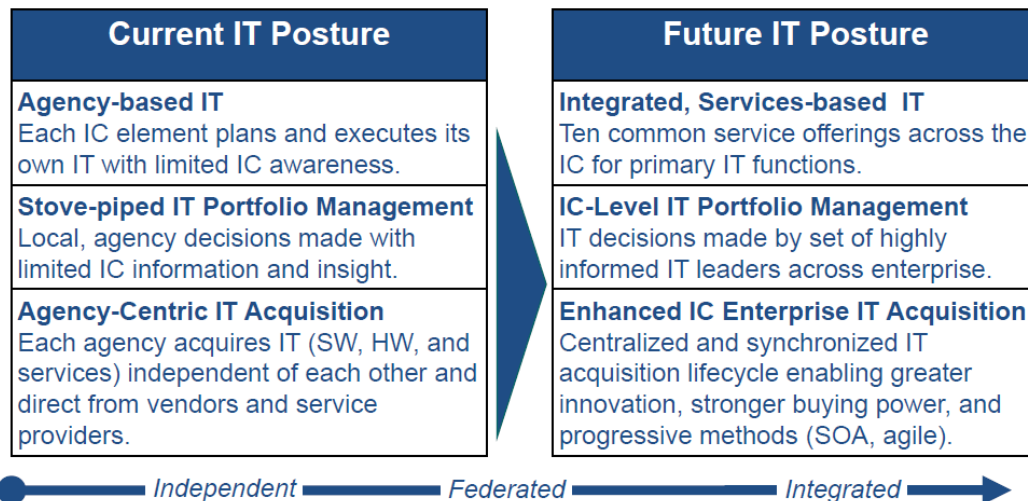 Current IT Posture
Agency-based IT
Each IC element plans and executes its
own IT with limited IC awareness.
Stove-piped IT Portfolio Management
Local, agency decisions made with
limited IC information and insight.
Agency-Centric IT Acquisition
Each agency acquires IT (SW, HW, and
services) independent of each other and
direct from vendors and service
providers.
Future IT Posture
Integrated, Services-based IT
Ten common service offerings across the
IC for primary IT functions.
IC-Level IT Portfolio Management
IT decisions made by set of highly
informed IT leaders across enterprise.
Enhanced IC Enterprise IT Acquisition
Centralized and synchronized IT
acquisition lifecycle enabling greater
innovation, stronger buying power, and
progressive methods (SOA, agile).
Independent Federated Integrated